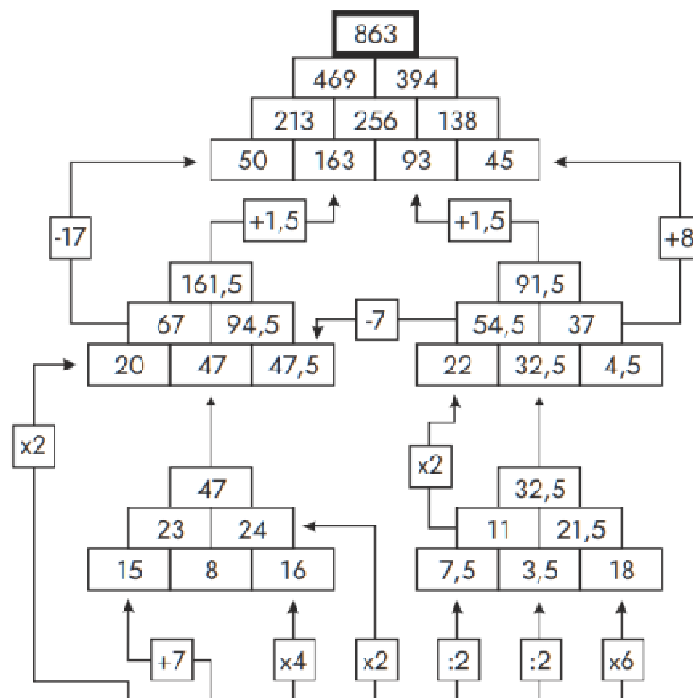 863
469 394
213 256 138
50 163 93 45
+1,5 +1,5
-17 +8
161,5 91,5
67 94,5 -7 54,5 37
20 47 47,5 22 32,5 4,5
x2 x2
47 32,5
23 24 11 21,5
15 8 16 7,5 3,5 18
+7 x4 x2 :2 :2 x6